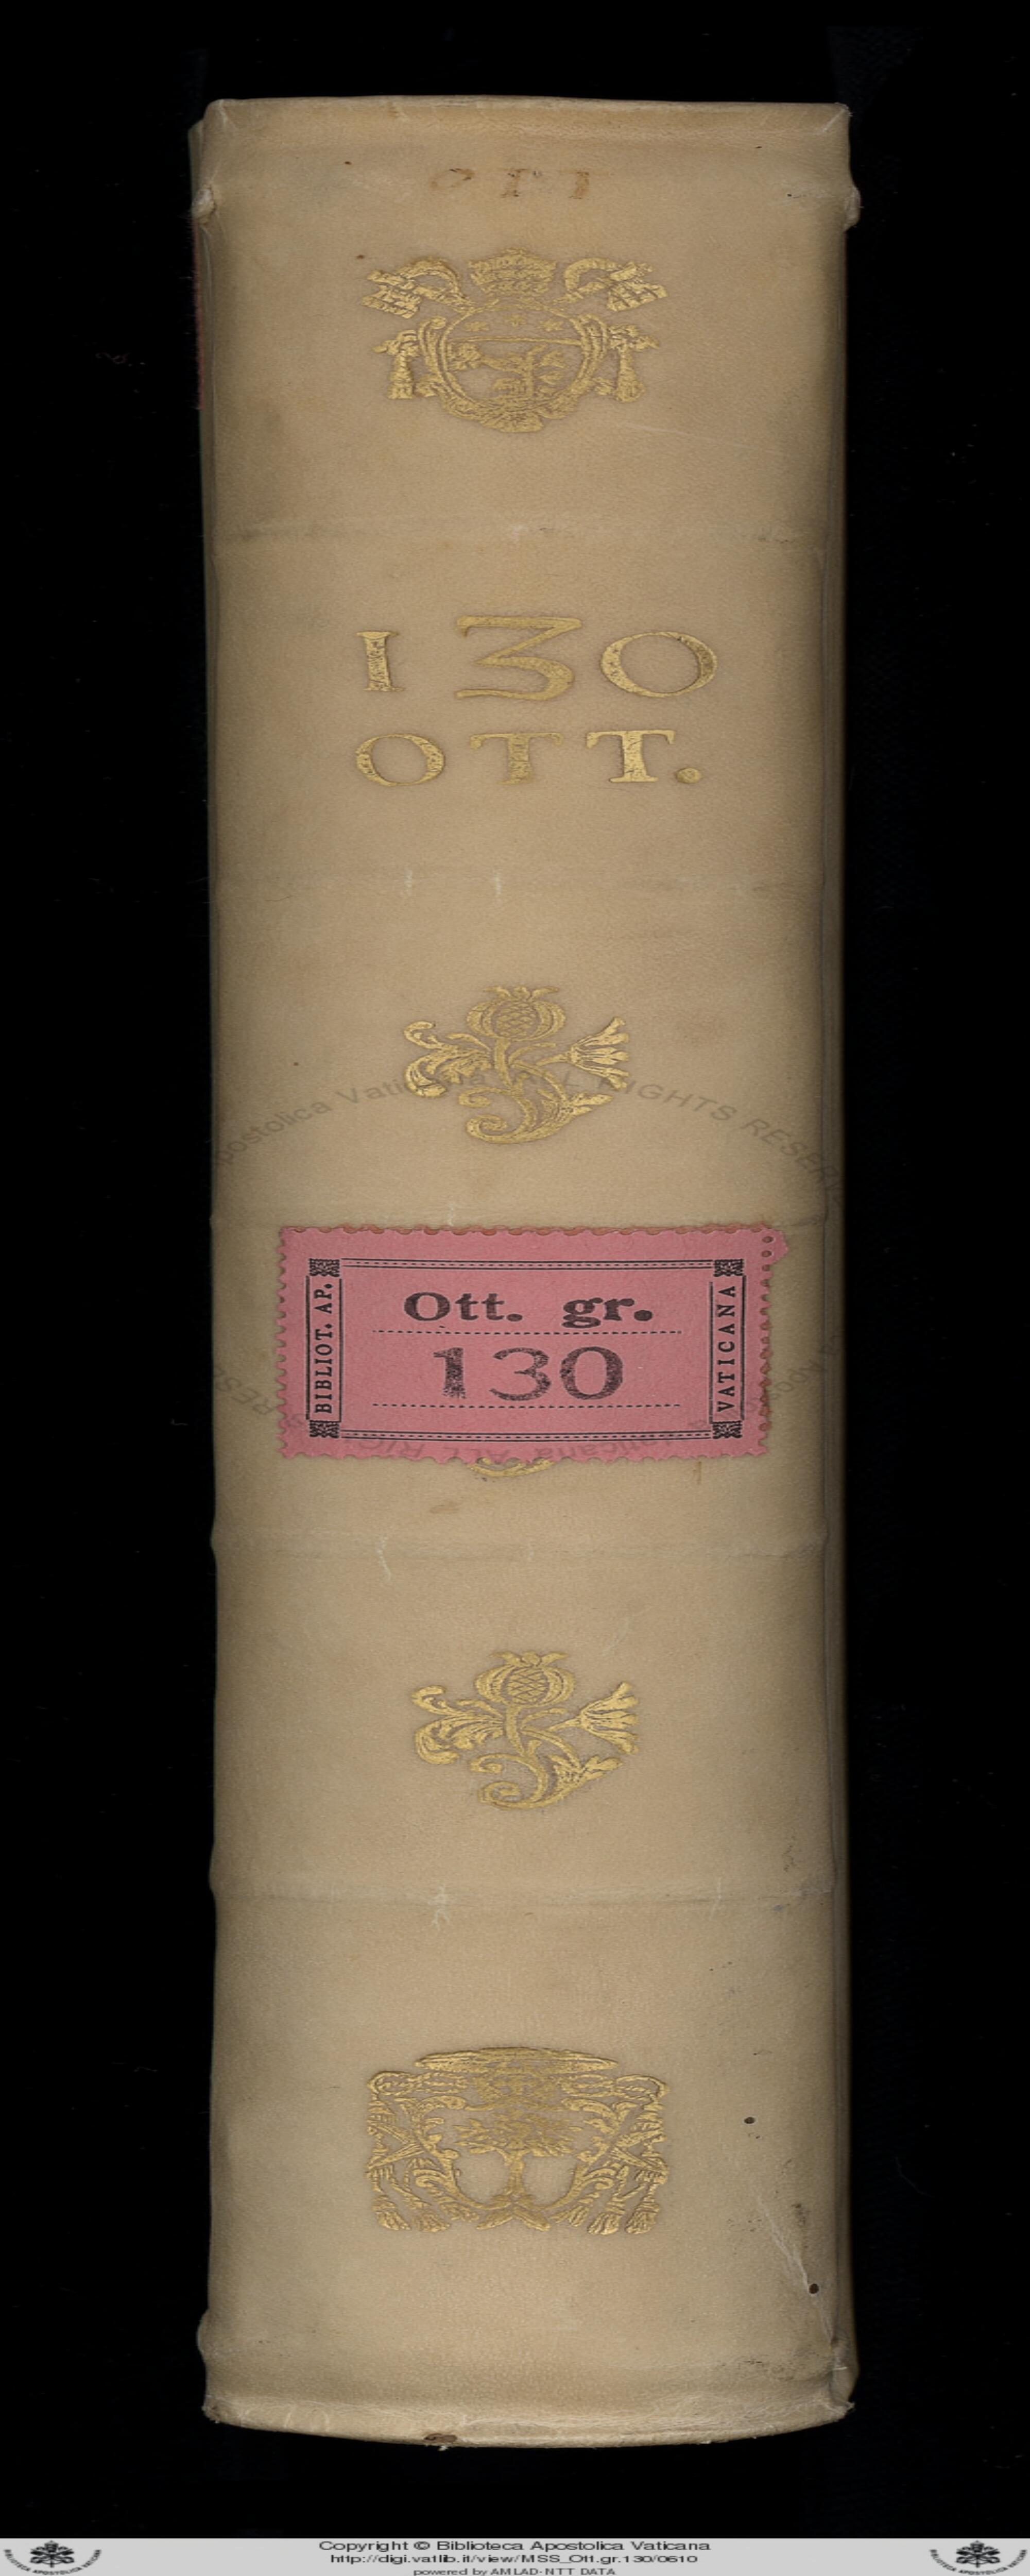 OTT
130
OTT.
BIBLIOT. AP.
Ott. gr.
130
VATICANA
Copyright © Biblioteca Apostolica Vaticana
http://digi.vatlib.it/view/MSS_Ott.gr.130/0610
powered by AMLAD-NTT DATA